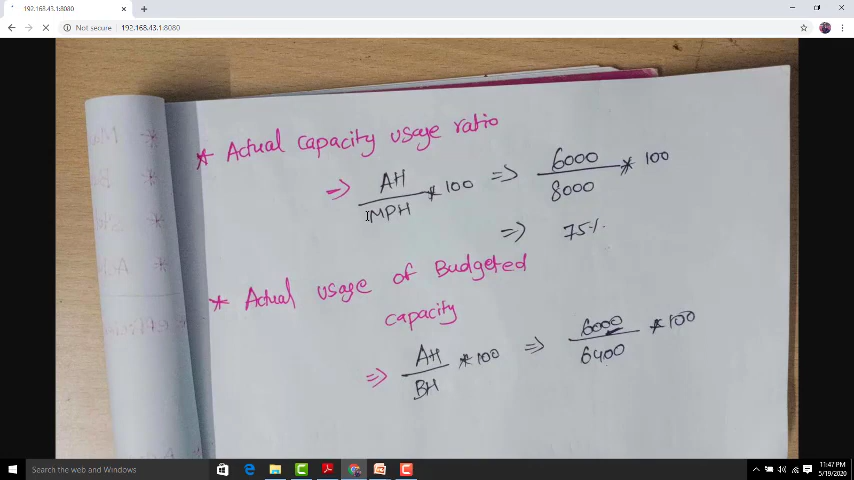 192.168.43.1:8080
Not secure 192.168.43.1:8080
* Actual capacity usage ratio
=> AH / MPH * 100 => 6000 / 8000 * 100
=> 75%
* Actual usage of Budgeted
capacity
=> AH / BH * 100 => 6000 / 6400 * 100
Search the web and Windows
11:47 PM
5/19/2020